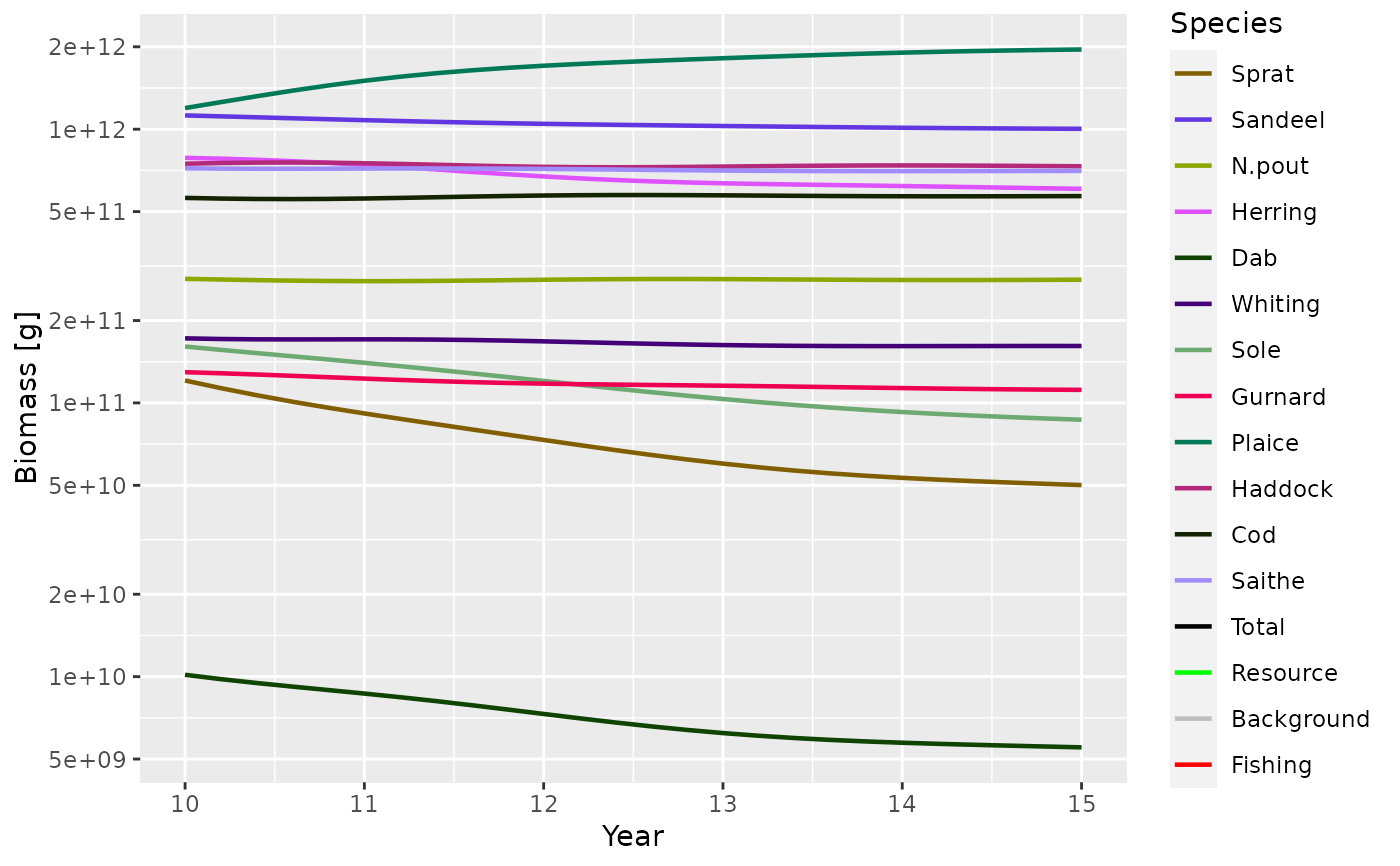 Species
Sprat
Sandeel
N.pout
Herring
Dab
Whiting
Sole
Gurnard
Plaice
Haddock
Cod
Saithe
Total
Resource
Background
Fishing
Biomass [g]
2e+12
1e+12
5e+11
2e+11
1e+11
5e+10
2e+10
1e+10
5e+09
10 11 12 13 14 15
Year